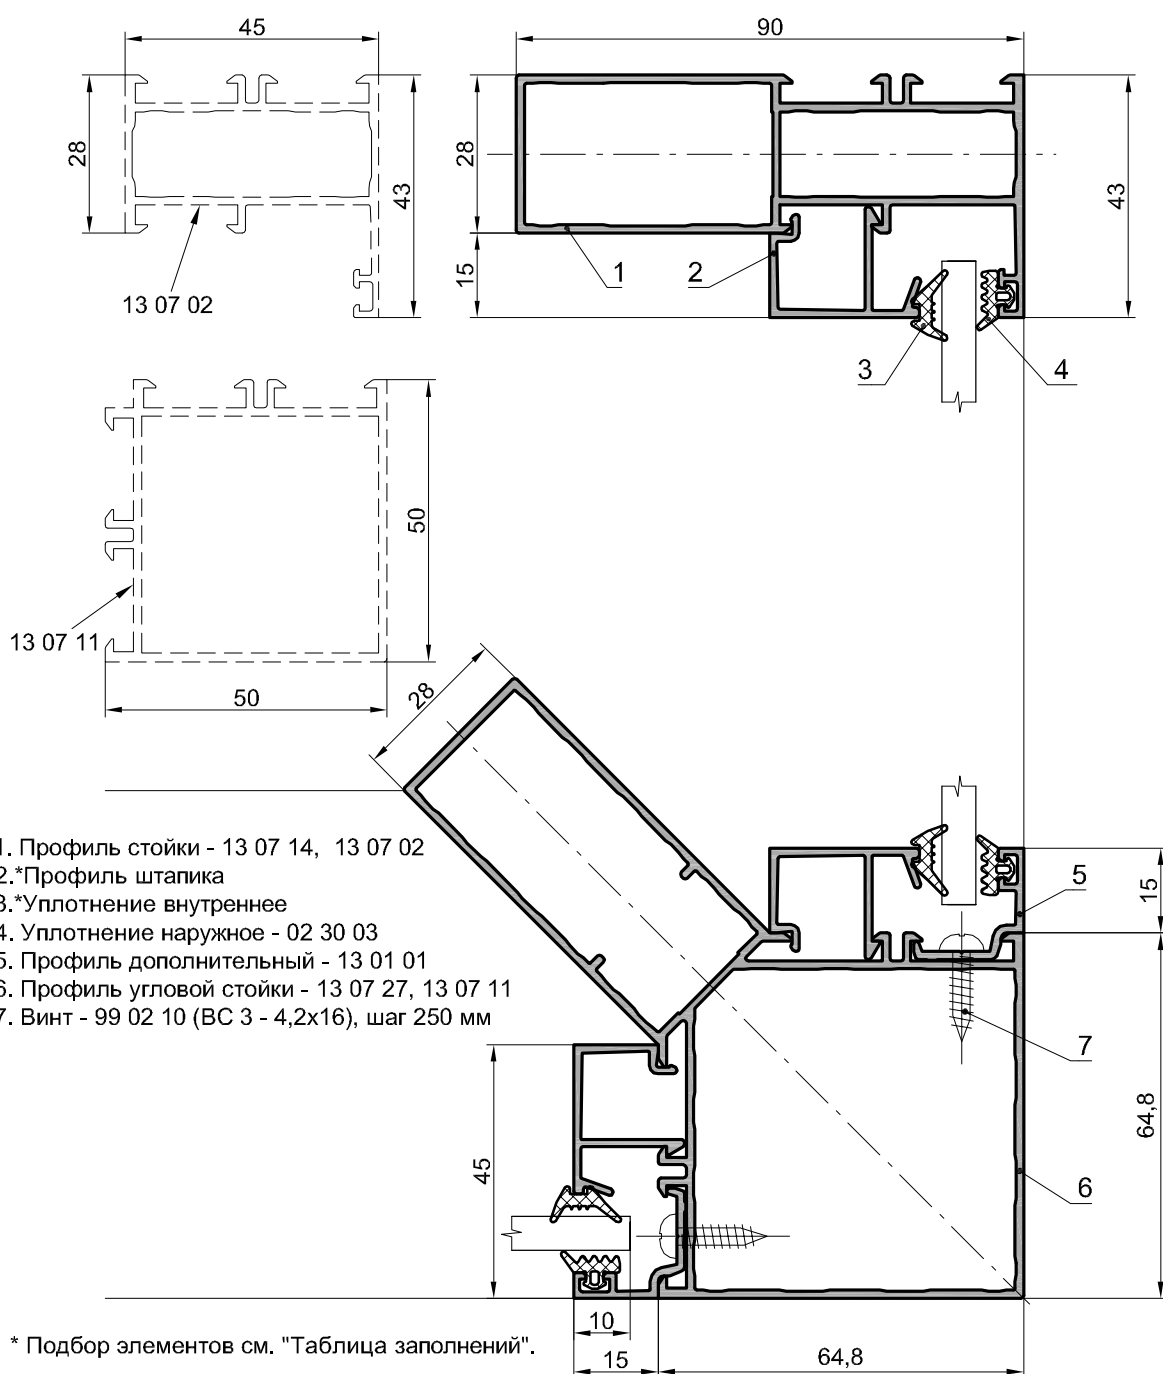 45
90
28
43
13 07 02
28
15
43
1
2
3
4
50
50
13 07 11
28
1. Профиль стойки - 13 07 14, 13 07 02
2.*Профиль штапика
3.*Уплотнение внутреннее
4. Уплотнение наружное - 02 30 03
5. Профиль дополнительный - 13 01 01
6. Профиль угловой стойки - 13 07 27, 13 07 11
7. Винт - 99 02 10 (ВС 3 - 4,2х16), шаг 250 мм
5
15
7
64,8
6
45
10
15
64,8
* Подбор элементов см. "Таблица заполнений".